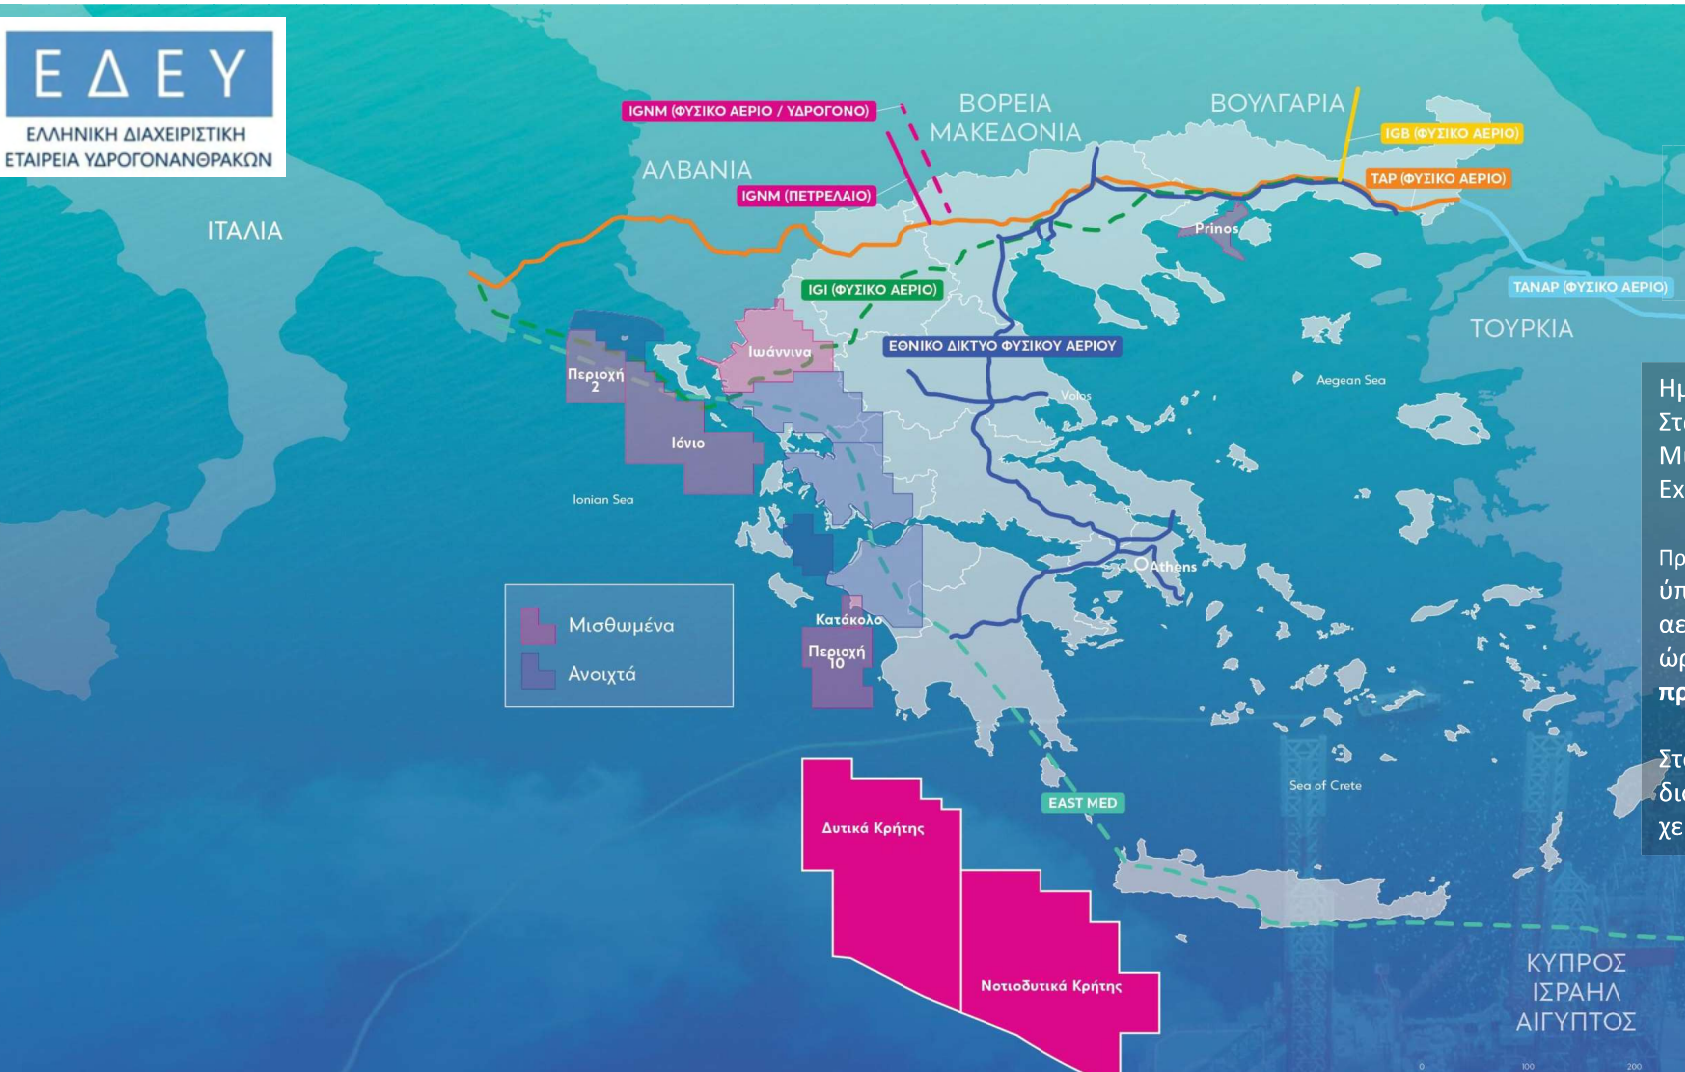 ΕΔΕΥ
ΕΛΛΗΝΙΚΗ ΔΙΑΧΕΙΡΙΣΤΙΚΗ
ΕΤΑΙΡΕΙΑ ΥΔΡΟΓΟΝΑΝΘΡΑΚΩΝ
IGNM (ΦΥΣΙΚΟ ΑΕΡΙΟ / ΥΔΡΟΓΟΝΟ)
ΒΟΡΕΙΑ
ΜΑΚΕΔΟΝΙΑ
ΒΟΥΛΓΑΡΙΑ
IGB (ΦΥΣΙΚΟ ΑΕΡΙΟ)
ΑΛΒΑΝΙΑ
IGNM (ΠΕΤΡΕΛΑΙΟ)
TAP (ΦΥΣΙΚΟ ΑΕΡΙΟ)
ΙΤΑΛΙΑ
Prinos
IGI (ΦΥΣΙΚΟ ΑΕΡΙΟ)
TANAP (ΦΥΣΙΚΟ ΑΕΡΙΟ)
ΤΟΥΡΚΙΑ
Ιωάννινα
ΕΘΝΙΚΟ ΔΙΚΤΥΟ ΦΥΣΙΚΟΥ ΑΕΡΙΟΥ
Περιοχή
2
Aegean Sea
Volos
Ιόνιο
Ionian Sea
Athens
Μισθωμένα
Ανοιχτά
Κατάκολο
Περιοχή
10
Sea of Crete
EAST MED
Δυτικά Κρήτης
Νοτιοδυτικά Κρήτης
ΚΥΠΡΟΣ
ΙΣΡΑΗΛ
ΑΙΓΥΠΤΟΣ
0 100 200